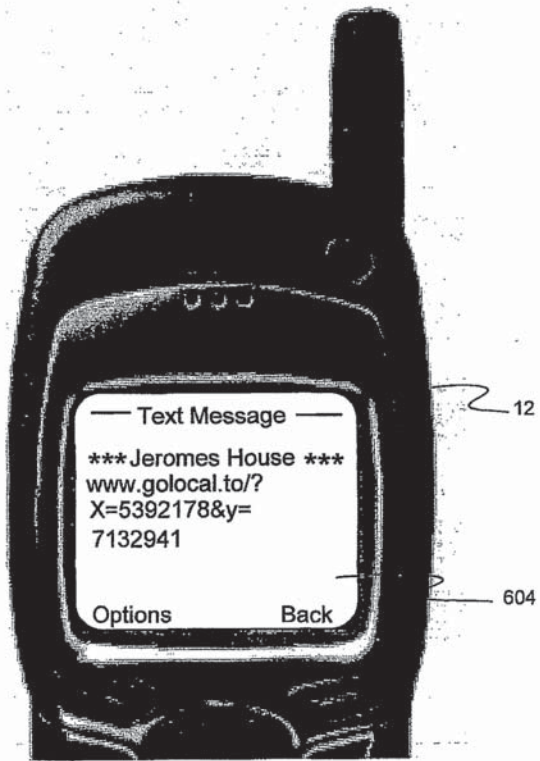 Text Message
***Jeromes House ***
www.golocal.to/?
X=5392178&y=
7132941
Options Back
12
604